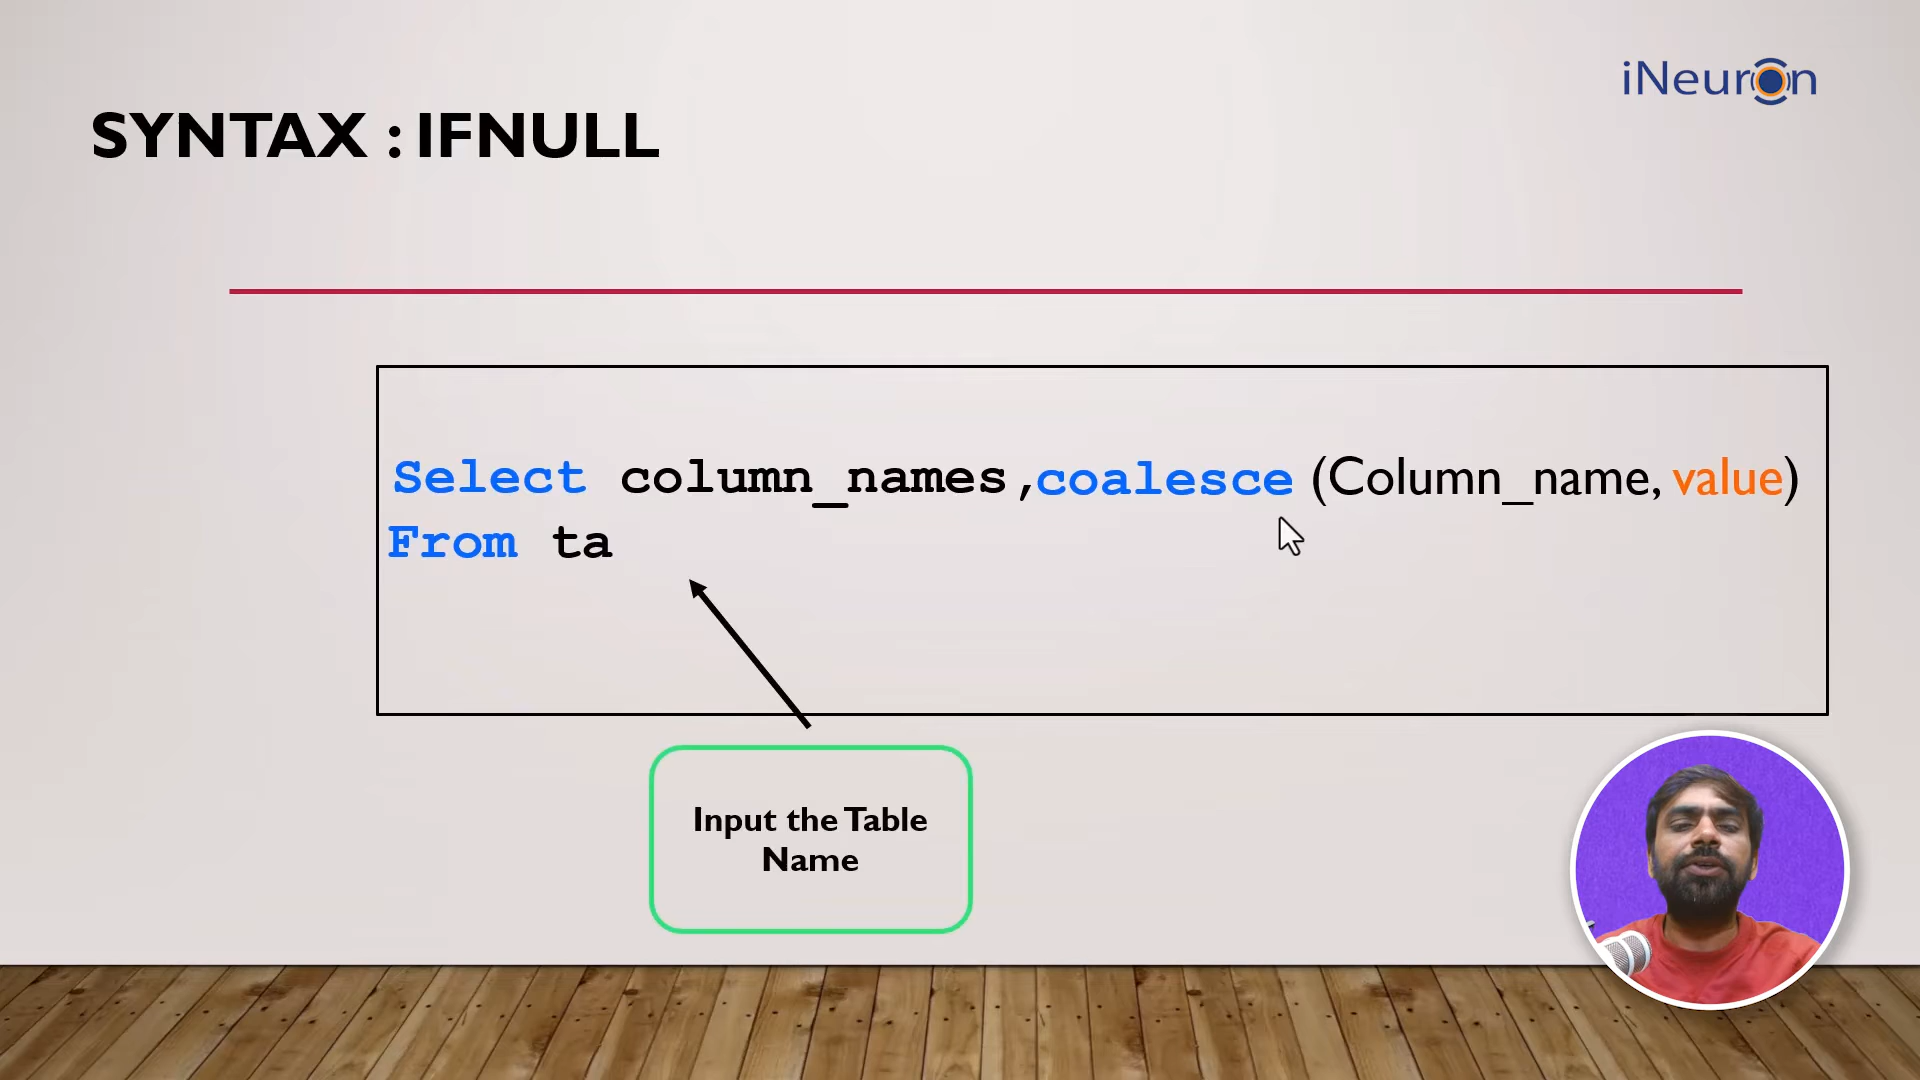 iNeuron
SYNTAX : IFNULL
Select column_names,coalesce (Column_name, value)
From ta
Input the Table
Name